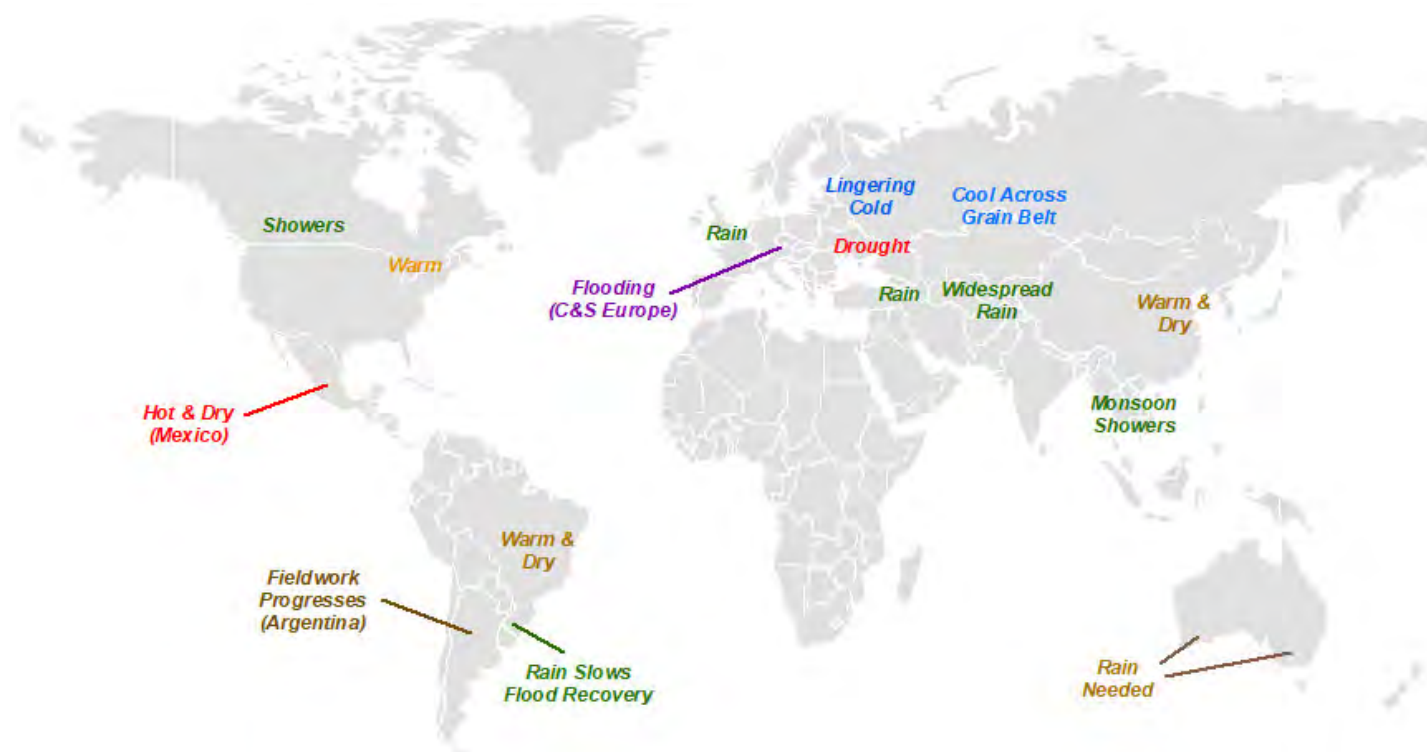 Showers
Warm
Lingering
Cold
Cool Across
Grain Belt
Rain
Drought
Flooding
(C&S Europe)
Rain
Widespread
Rain
Warm &
Dry
Hot & Dry
(Mexico)
Monsoon
Showers
Warm &
Dry
Fieldwork
Progresses
(Argentina)
Rain Slows
Flood Recovery
Rain
Needed